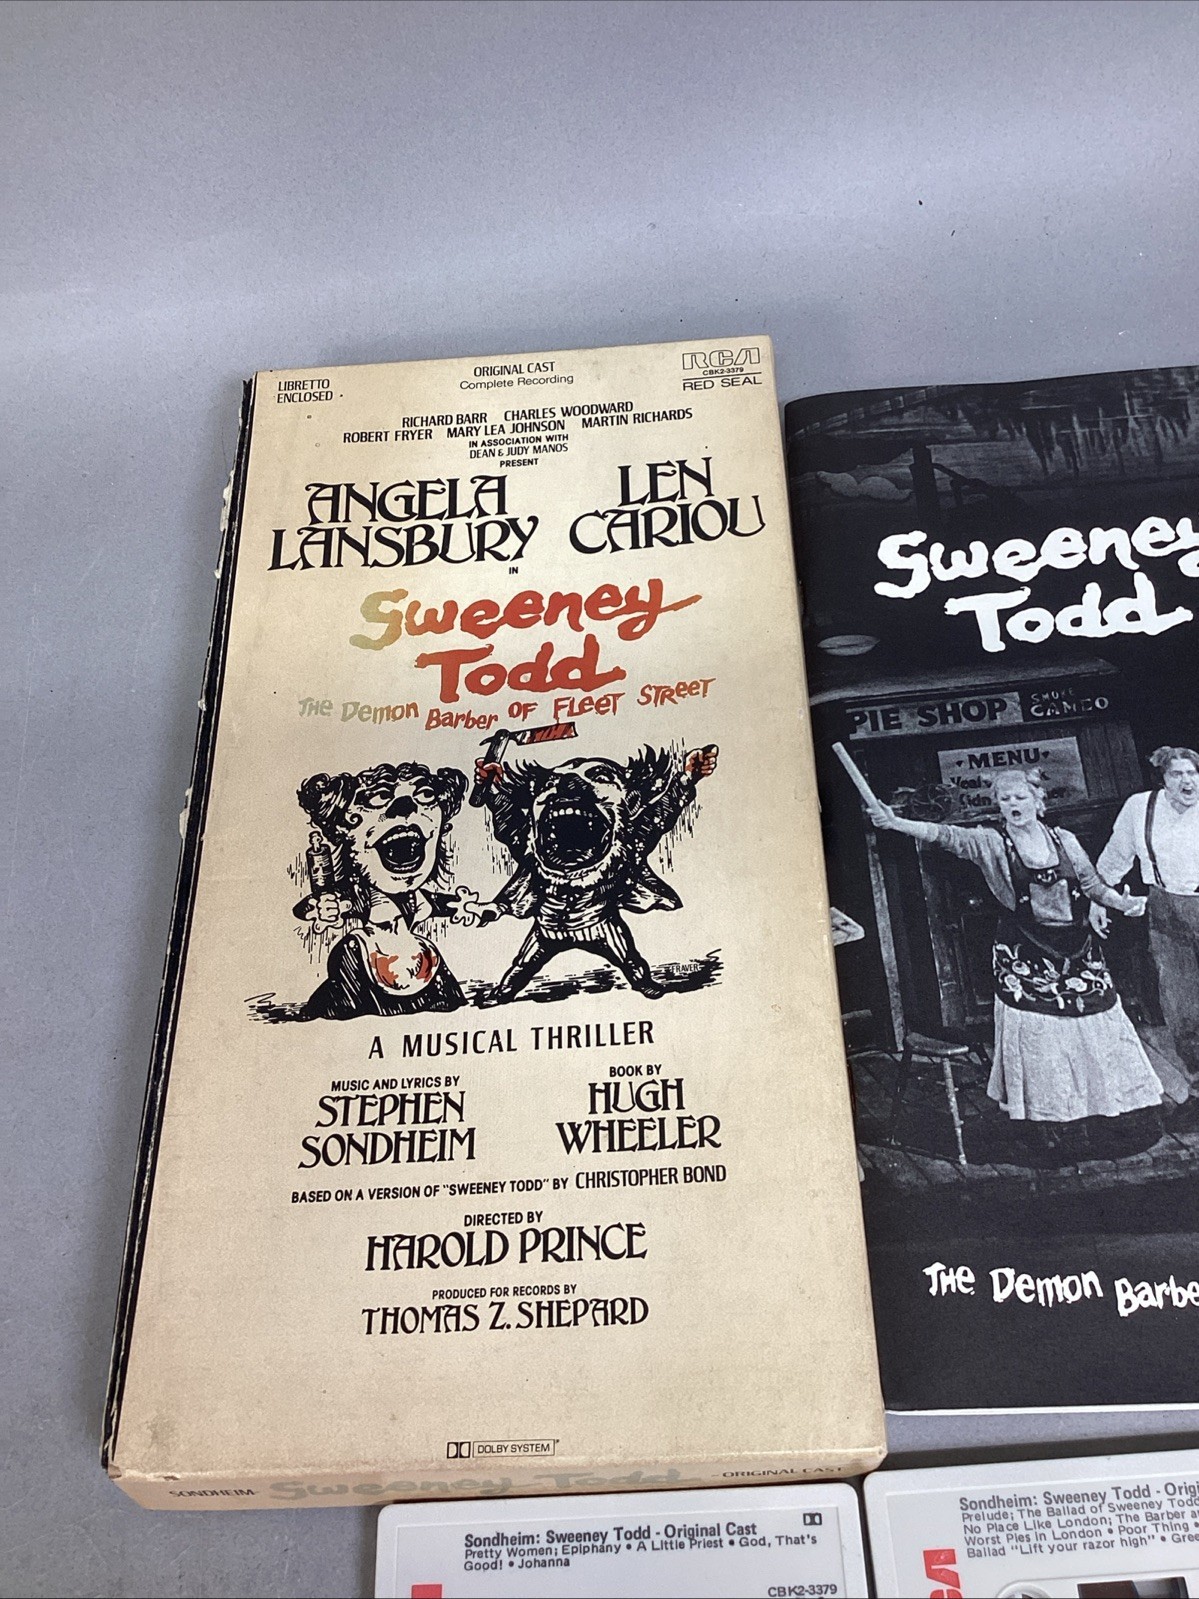 LIBRETTO
ENCLOSED
ORIGINAL CAST
Complete Recording
RCA
CBK2-3379
RED SEAL
RICHARD BARR CHARLES WOODWARD
ROBERT FRYER MARY LEA JOHNSON MARTIN RICHARDS
IN ASSOCIATION WITH
DEAN & JUDY MANOS
PRESENT
ANGELA
LANSBURY
LEN
CARIOU
IN
Sweeney
Todd
THE Demon Barber OF FLEET STREET
FRAVER
A MUSICAL THRILLER
MUSIC AND LYRICS BY
STEPHEN
SONDHEIM
BOOK BY
HUGH
WHEELER
BASED ON A VERSION OF "SWEENEY TODD" BY CHRISTOPHER BOND
DIRECTED BY
HAROLD PRINCE
PRODUCED FOR RECORDS BY
THOMAS Z. SHEPARD
DOLBY SYSTEM
SONDHEIM Sweeney Todd ORIGINAL CAST
Sweeney
Todd
PIE SHOP
MENU
THE Demon Barbe
Sondheim: Sweeney Todd - Original Cast
Pretty Women; Epiphany • A Little Priest • God, That's
Good! • Johanna
CBK2-3379
Sondheim: Sweeney Todd - Origi
Prelude; The Ballad of Sweeney Todd
No Place Like London; The Barber a
Worst Pies in London • Poor Thing •
Ballad "Lift your razor high" • Gree